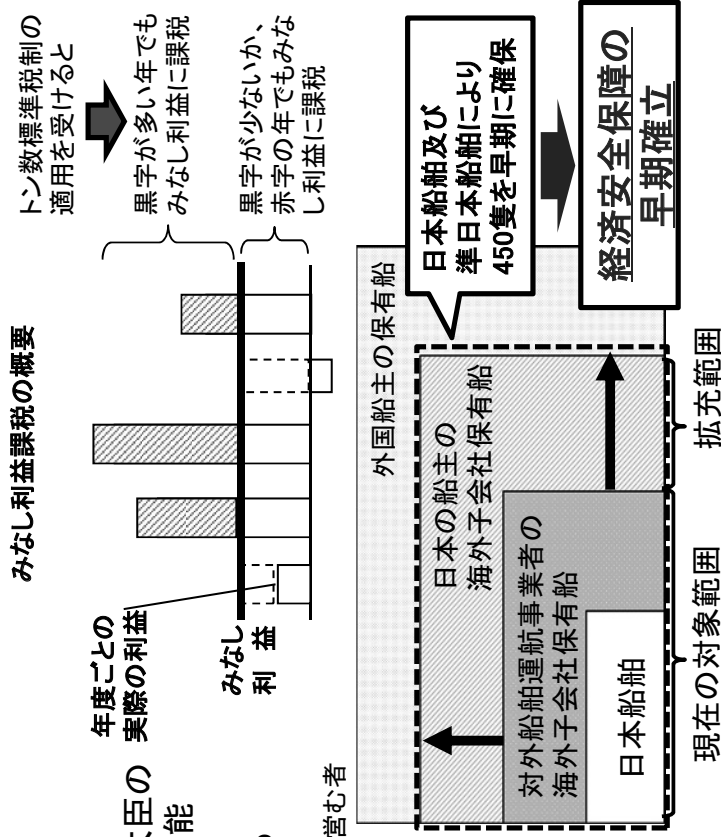 みなし利益課税の概要
トン数標準税制の
適用を受けると
黒字が多い年でも
みなし利益に課税
黒字が少ないか、
赤字の年でもみな
し利益に課税
年度ごとの
実際の利益
みなし
利　益
大臣の
能
営む者
外国船主の保有船
日本の船主の
海外子会社保有船
対外船舶運航事業者の
海外子会社保有船
日本船舶
現在の対象範囲
拡充範囲
日本船舶及び
準日本船舶により
450隻を早期に確保
経済安全保障の
早期確立